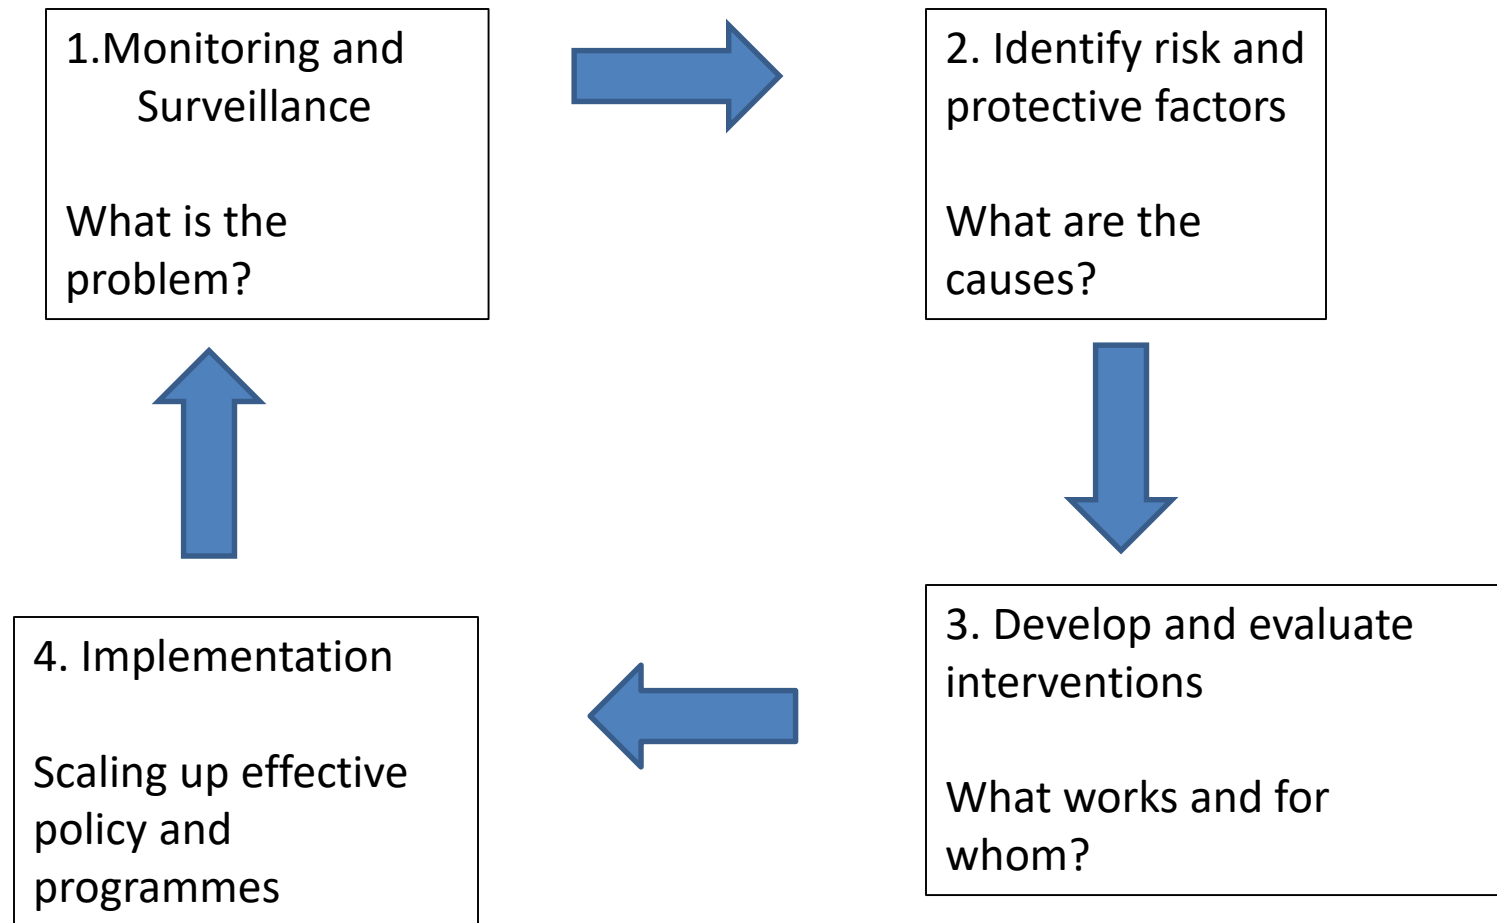 1.Monitoring and
Surveillance
What is the
problem?
2. Identify risk and
protective factors
What are the
causes?
3. Develop and evaluate
interventions
What works and for
whom?
4. Implementation
Scaling up effective
policy and
programmes